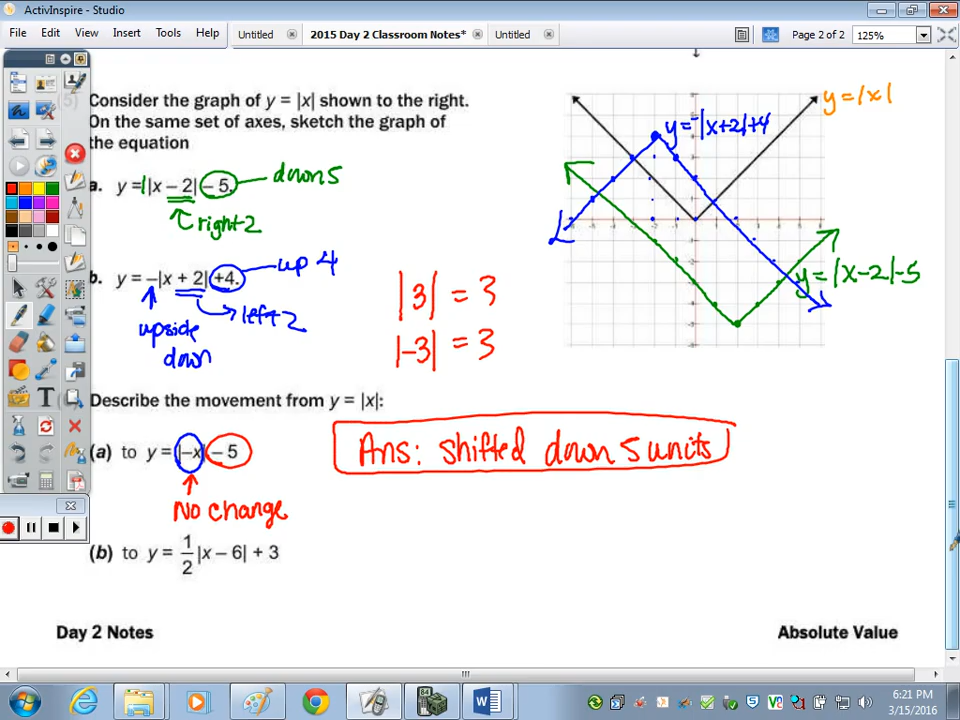 ActivInspire - Studio
File Edit View Insert Tools Help
Untitled
2015 Day 2 Classroom Notes*
Untitled
Page 2 of 2
125%
(5) Consider the graph of y = |x| shown to the right.
On the same set of axes, sketch the graph of
the equation
a. y = 1|x − 2| − 5.
down 5
right 2
b. y = −|x + 2| + 4.
up 4
left 2
upside
down
|3| = 3
|−3| = 3
y = |x|
y = −|x+2|+4
y = |x−2|−5
Describe the movement from y = |x|:
(a) to y = |−x| − 5
Ans: shifted down 5 units
No change
(b) to y = 1/2 |x − 6| + 3
Day 2 Notes
Absolute Value
6:21 PM
3/15/2016